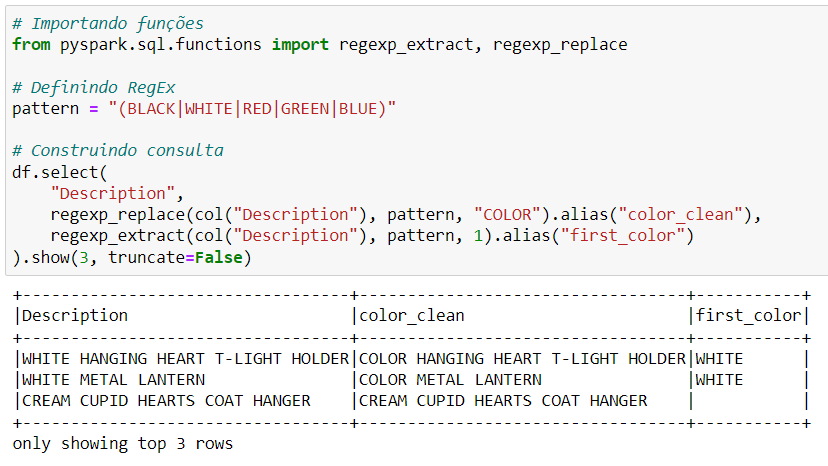 # Importando funções
from pyspark.sql.functions import regexp_extract, regexp_replace

# Definindo RegEx
pattern = "(BLACK|WHITE|RED|GREEN|BLUE)"

# Construindo consulta
df.select(
    "Description",
    regexp_replace(col("Description"), pattern, "COLOR").alias("color_clean"),
    regexp_extract(col("Description"), pattern, 1).alias("first_color")
).show(3, truncate=False)
+----------------------------------+----------------------------------+-----------+
|Description                       |color_clean                       |first_color|
+----------------------------------+----------------------------------+-----------+
|WHITE HANGING HEART T-LIGHT HOLDER|COLOR HANGING HEART T-LIGHT HOLDER|WHITE      |
|WHITE METAL LANTERN               |COLOR METAL LANTERN               |WHITE      |
|CREAM CUPID HEARTS COAT HANGER    |CREAM CUPID HEARTS COAT HANGER    |           |
+----------------------------------+----------------------------------+-----------+
only showing top 3 rows